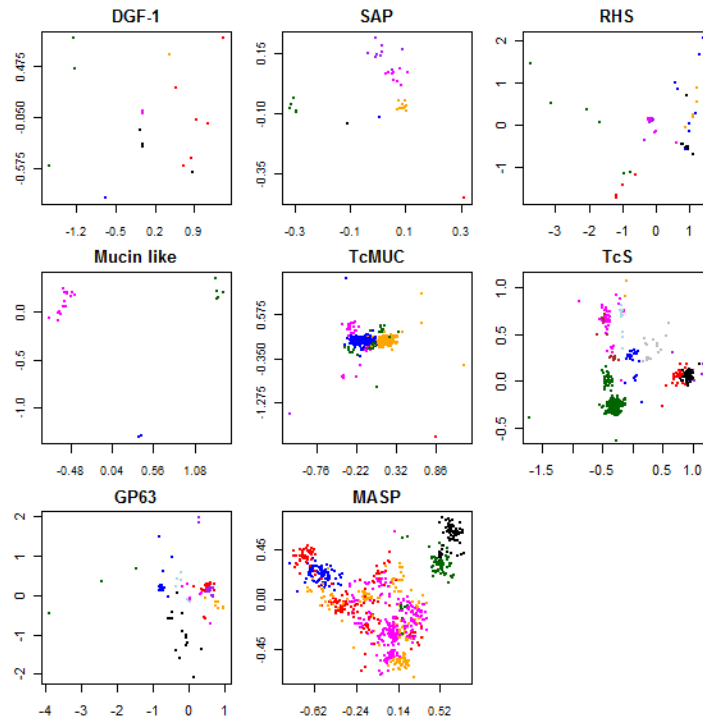 DGF-1 SAP RHS
0.475 -0.050 -0.575
-1.2 -0.6 0.2 0.9
0.15 -0.10 -0.35
-0.3 -0.1 0.1 0.3
2 1 0 -1
-3 -2 -1 0 1
Mucin like TcMUC TcS
0.0 -0.5 -1.0
-0.48 0.04 0.56 1.08
0.575 -0.350 -1.275
-0.76 -0.22 0.32 0.86
1.0 0.5 0.0 -0.5
-1.5 -0.5 0.5 1.0
GP63 MASP
2 1 0 -1 -2
-4 -3 -2 -1 0 1
0.45 0.00 -0.45
-0.62 -0.24 0.14 0.52